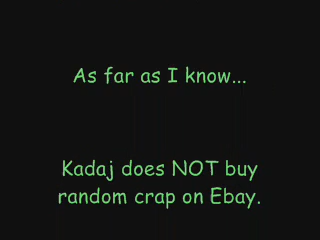 As far as I know...
Kadaj does NOT buy
random crap on Ebay.